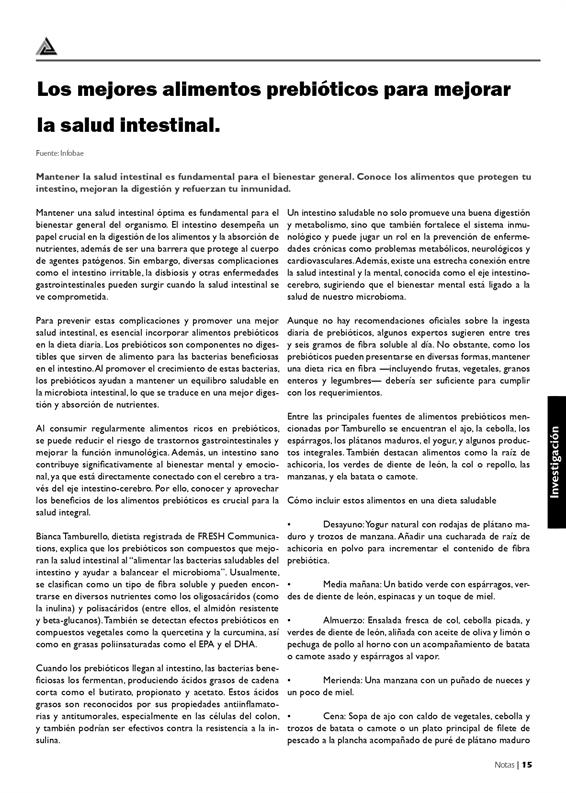 Los mejores alimentos prebióticos para mejorar
la salud intestinal.
Fuente: Infobae
Mantener la salud intestinal es fundamental para el bienestar general. Conoce los alimentos que protegen tu
intestino, mejoran la digestión y refuerzan tu inmunidad.
Mantener una salud intestinal óptima es fundamental para el
bienestar general del organismo. El intestino desempeña un
papel crucial en la digestión de los alimentos y la absorción de
nutrientes, además de ser una barrera que protege al cuerpo
de agentes patógenos. Sin embargo, diversas complicaciones
como el intestino irritable, la disbiosis y otras enfermedades
gastrointestinales pueden surgir cuando la salud intestinal se
ve comprometida.
Para prevenir estas complicaciones y promover una mejor
salud intestinal, es esencial incorporar alimentos prebióticos
en la dieta diaria. Los prebióticos son componentes no diges-
tibles que sirven de alimento para las bacterias beneficiosas
en el intestino. Al promover el crecimiento de estas bacterias,
los prebióticos ayudan a mantener un equilibro saludable en
la microbiota intestinal, lo que se traduce en una mejor diges-
tión y absorción de nutrientes.
Al consumir regularmente alimentos ricos en prebióticos,
se puede reducir el riesgo de trastornos gastrointestinales y
mejorar la función inmunológica. Además, un intestino sano
contribuye significativamente al bienestar mental y emocio-
nal, ya que está directamente conectado con el cerebro a tra-
vés del eje intestino-cerebro. Por ello, conocer y aprovechar
los beneficios de los alimentos prebióticos es crucial para la
salud integral.
Bianca Tamburello, dietista registrada de FRESH Communica-
tions, explica que los prebióticos son compuestos que mejo-
ran la salud intestinal al “alimentar las bacterias saludables del
intestino y ayudar a balancear el microbioma”. Usualmente,
se clasifican como un tipo de fibra soluble y pueden encon-
trarse en diversos nutrientes como los oligosacáridos (como
la inulina) y polisacáridos (entre ellos, el almidón resistente
y beta-glucanos). También se detectan efectos prebióticos en
compuestos vegetales como la quercetina y la curcumina, así
como en grasas poliinsaturadas como el EPA y el DHA.
Cuando los prebióticos llegan al intestino, las bacterias bene-
ficiosas los fermentan, produciendo ácidos grasos de cadena
corta como el butirato, propionato y acetato. Estos ácidos
grasos son reconocidos por sus propiedades antiinflamato-
rias y antitumorales, especialmente en las células del colon,
y también podrían ser efectivos contra la resistencia a la in-
sulina.
Un intestino saludable no solo promueve una buena digestión
y metabolismo, sino que también fortalece el sistema inmu-
nológico y puede jugar un rol en la prevención de enferme-
dades crónicas como problemas metabólicos, neurológicos y
cardiovasculares. Además, existe una estrecha conexión entre
la salud intestinal y la mental, conocida como el eje intestino-
cerebro, sugiriendo que el bienestar mental está ligado a la
salud de nuestro microbioma.
Aunque no hay recomendaciones oficiales sobre la ingesta
diaria de prebióticos, algunos expertos sugieren entre tres
y seis gramos de fibra soluble al día. No obstante, como los
prebióticos pueden presentarse en diversas formas, mantener
una dieta rica en fibra —incluyendo frutas, vegetales, granos
enteros y legumbres— debería ser suficiente para cumplir
con los requerimientos.
Entre las principales fuentes de alimentos prebióticos men-
cionadas por Tamburello se encuentran el ajo, la cebolla, los
espárragos, los plátanos maduros, el yogur, y algunos produc-
tos integrales. También destacan alimentos como la raíz de
achicoria, los verdes de diente de león, la col o repollo, las
manzanas, y ela batata o camote.
Cómo incluir estos alimentos en una dieta saludable
• Desayuno: Yogur natural con rodajas de plátano ma-
duro y trozos de manzana. Añadir una cucharada de raíz de
achicoria en polvo para incrementar el contenido de fibra
prebiótica.
• Media mañana: Un batido verde con espárragos, ver-
des de diente de león, espinacas y un toque de miel.
• Almuerzo: Ensalada fresca de col, cebolla picada, y
verdes de diente de león, aliñada con aceite de oliva y limón o
pechuga de pollo al horno con un acompañamiento de batata
o camote asado y espárragos al vapor.
• Merienda: Una manzana con un puñado de nueces y
un poco de miel.
• Cena: Sopa de ajo con caldo de vegetales, cebolla y
trozos de batata o camote o un plato principal de filete de
pescado a la plancha acompañado de puré de plátano maduro
Investigación
Notas | 15